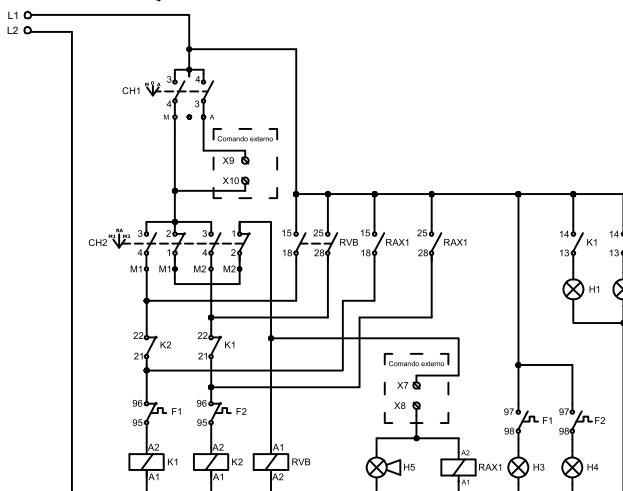 L1
L2
3 4
CH1 M O A
4 3
M A
Comando externo
X9
X10
RA
M1 M2
CH2
3 2 3 1
4 1 4 2
M1 M1 M2 M2
15 25 15 25 14 14
RVB RAX1 RAX1 K1
18 28 18 28 13 13
H1
22 22
K2 K1
21 21
Comando externo
X7
X8
96 96 97 97
F1 F2 F1 F2
95 95 98 98
A2 A2 A1 A2
K1 K2 RVB H5 RAX1 H3 H4
A1 A1 A2 A1